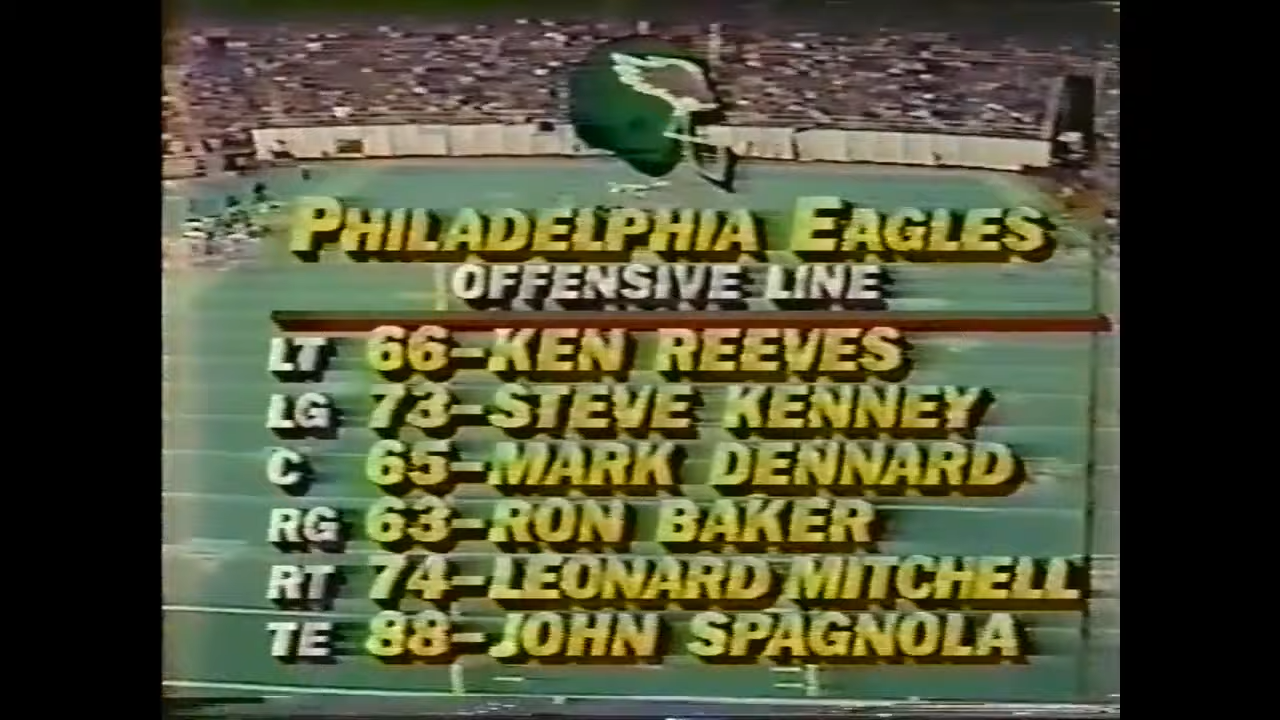 PHILADELPHIA EAGLES
OFFENSIVE LINE
LT 66-KEN REEVES
LG 73-STEVE KENNEY
C 65-MARK DENNARD
RG 63-RON BAKER
RT 74-LEONARD MITCHELL
TE 88-JOHN SPAGNOLA